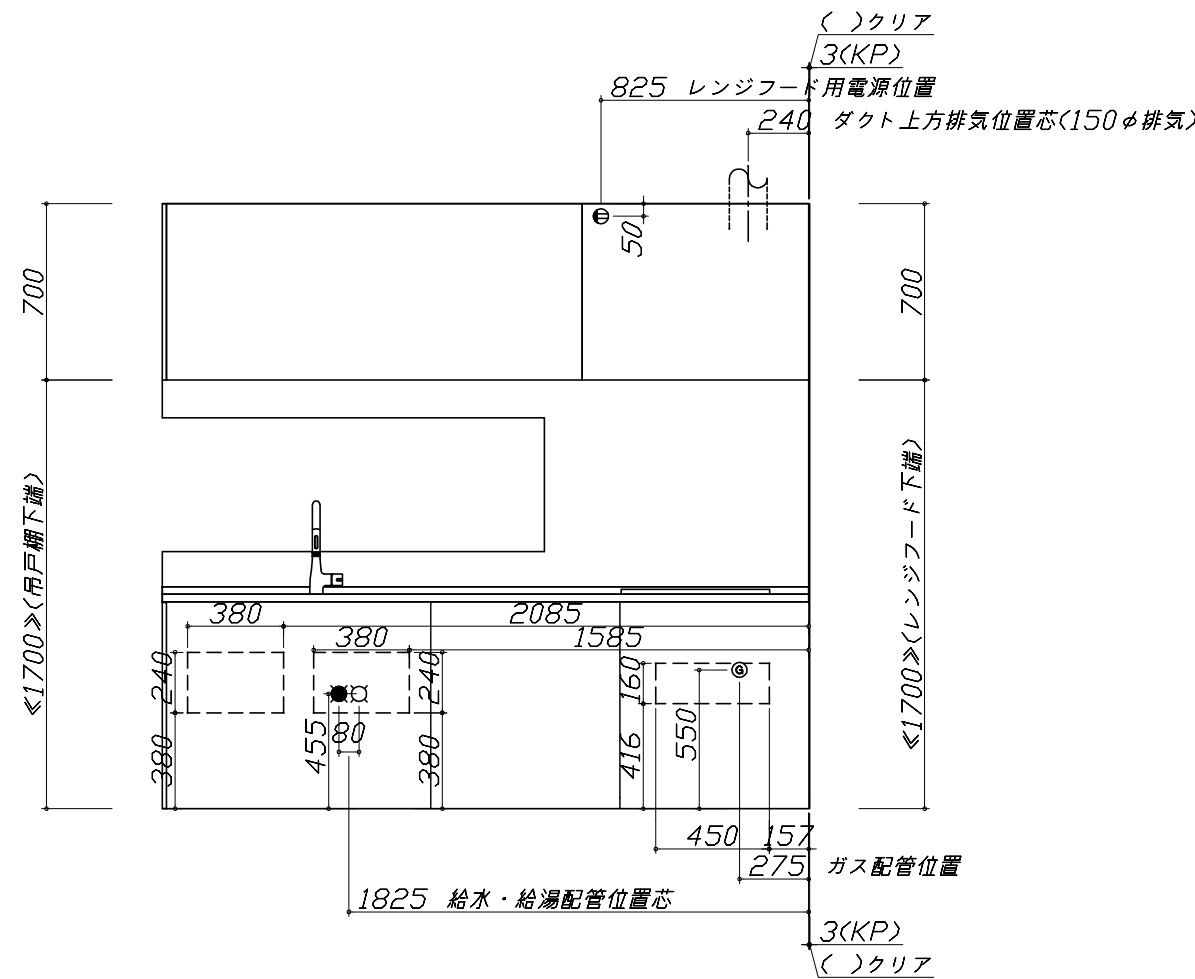 ( )クリア
3(KP)
825 レンジフード用電源位置
240 ダクト上方排気位置芯(150φ排気)
50
700
700
≪1700≫(吊戸棚下端)
≪1700≫(レンジフード下端)
380
2085
380
1585
240
240
160
G
455
80
550
380
380
416
450
157
275 ガス配管位置
1825 給水・給湯配管位置芯
3(KP)
( )クリア